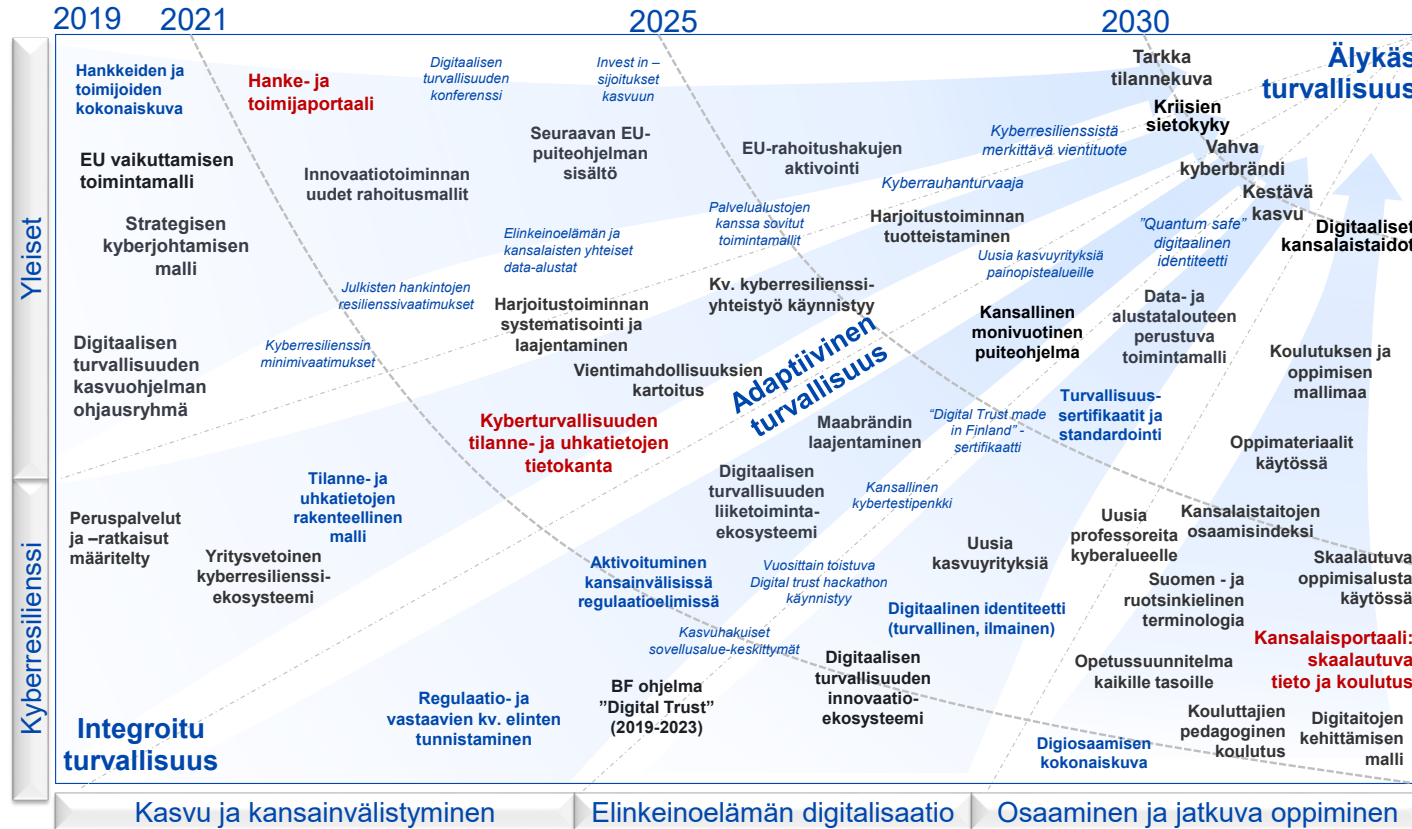 2019
2021
2025
2030
Hankkeiden ja
toimijoiden
kokonaiskuva
Hanke- ja
toimijaportaali
Digitaalisen
turvallisuuden
konferenssi
Invest in –
sijoitukset
kasvuun
Tarkka
tilannekuva
Älykäs
turvallisuus
Kriisien
sietokyky
EU vaikuttamisen
toimintamalli
Innovaatiotoiminnan
uudet rahoitusmallit
Seuraavan EU-
puiteohjelman
sisältö
EU-rahoitushakujen
aktivointi
Kyberresilienssistä
merkittävä vientituote
Vahva
kyberbrändi
Kyberrauhanturvaaja
Kestävä
kasvu
Strategisen
kyberjohtamisen
malli
Elinkeinoelämän ja
kansalaisten yhteiset
data-alustat
Palvelualustojen
kanssa sovitut
toimintamallit
Harjoitustoiminnan
tuotteistaminen
”Quantum safe”
digitaalinen
identiteetti
Digitaaliset
kansalaistaidot
Uusia kasvuyrityksiä
painopistealueille
Julkisten hankintojen
resilienssivaatimukset
Harjoitustoiminnan
systematisointi ja
laajentaminen
Kv. kyberresilienssi-
yhteistyö käynnistyy
Kansallinen
monivuotinen
puiteohjelma
Data- ja
alustatalouteen
perustuva
toimintamalli
Digitaalisen
turvallisuuden
kasvuohjelman
ohjausryhmä
Kyberresilienssin
minimivaatimukset
Vientimahdollisuuksien
kartoitus
Adaptiivinen
turvallisuus
Koulutuksen ja
oppimisen
mallimaa
Kyberturvallisuuden
tilanne- ja uhkatietojen
tietokanta
Maabrändin
laajentaminen
“Digital Trust made
in Finland” -
sertifikaatti
Turvallisuus-
sertifikaatit ja
standardointi
Oppimateriaalit
käytössä
Tilanne- ja
uhkatietojen
rakenteellinen
malli
Digitaalisen
turvallisuuden
liiketoiminta-
ekosysteemi
Kansallinen
kybertestipenkki
Peruspalvelut
ja –ratkaisut
määritelty
Yritysvetoinen
kyberresilienssi-
ekosysteemi
Aktivoituminen
kansainvälisissä
regulaatioelimissä
Vuosittain toistuva
Digital trust hackathon
käynnistyy
Uusia
kasvuyrityksiä
Uusia
professoreita
kyberalueelle
Kansalaistaitojen
osaamisindeksi
Skaalautuva
oppimisalusta
käytössä
Suomen - ja
ruotsinkielinen
terminologia
Digitaalinen identiteetti
(turvallinen, ilmainen)
Kasvuhakuiset
sovellusalue-keskittymät
Kansalaisportaali:
skaalautuva
tieto ja koulutus
Opetussuunnitelma
kaikille tasoille
Digitaalisen
turvallisuuden
innovaatio-
ekosysteemi
Regulaatio- ja
vastaavien kv. elinten
tunnistaminen
BF ohjelma
”Digital Trust”
(2019-2023)
Integroitu
turvallisuus
Digiosaamisen
kokonaiskuva
Kouluttajien
pedagoginen
koulutus
Digitaitojen
kehittämisen
malli
Yleiset
Kyberresilienssi
Kasvu ja kansainvälistyminen
Elinkeinoelämän digitalisaatio
Osaaminen ja jatkuva oppiminen